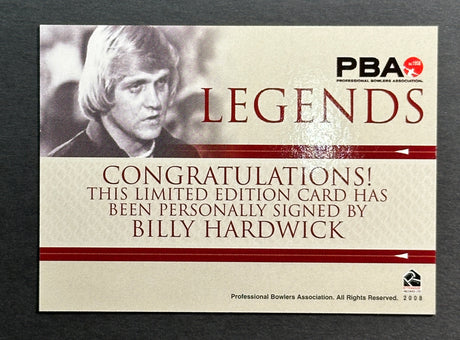 PBA
PROFESSIONAL BOWLERS ASSOCIATION
LEGENDS
CONGRATULATIONS!
THIS LIMITED EDITION CARD HAS
BEEN PERSONALLY SIGNED BY
BILLY HARDWICK
Professional Bowlers Association. All Rights Reserved. 2008